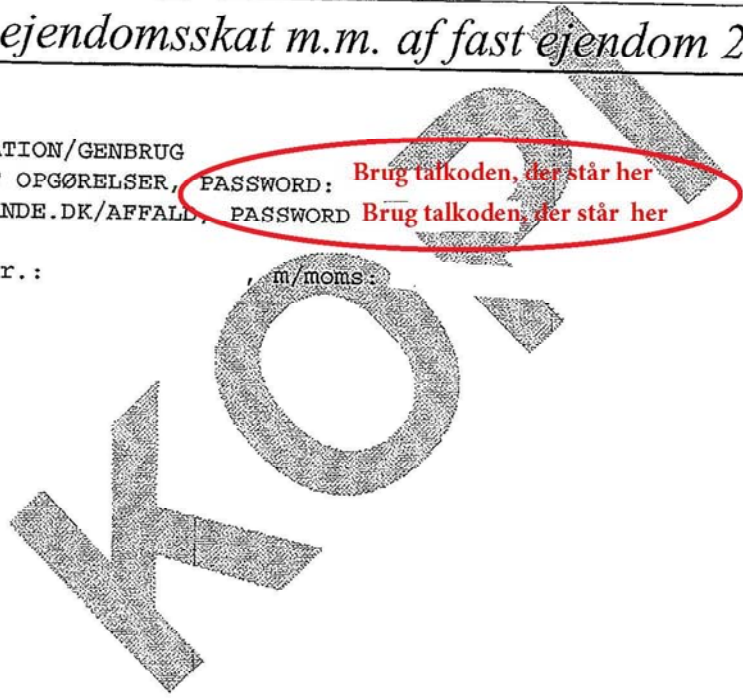 ejendomsskat m.m. af fast ejendom 2
ATION/GENBRUG
OPGØRELSER, PASSWORD: Brug talkoden, der står her
NDE.DK/AFFALD, PASSWORD Brug talkoden, der står her
r.: , m/moms:
KOPI